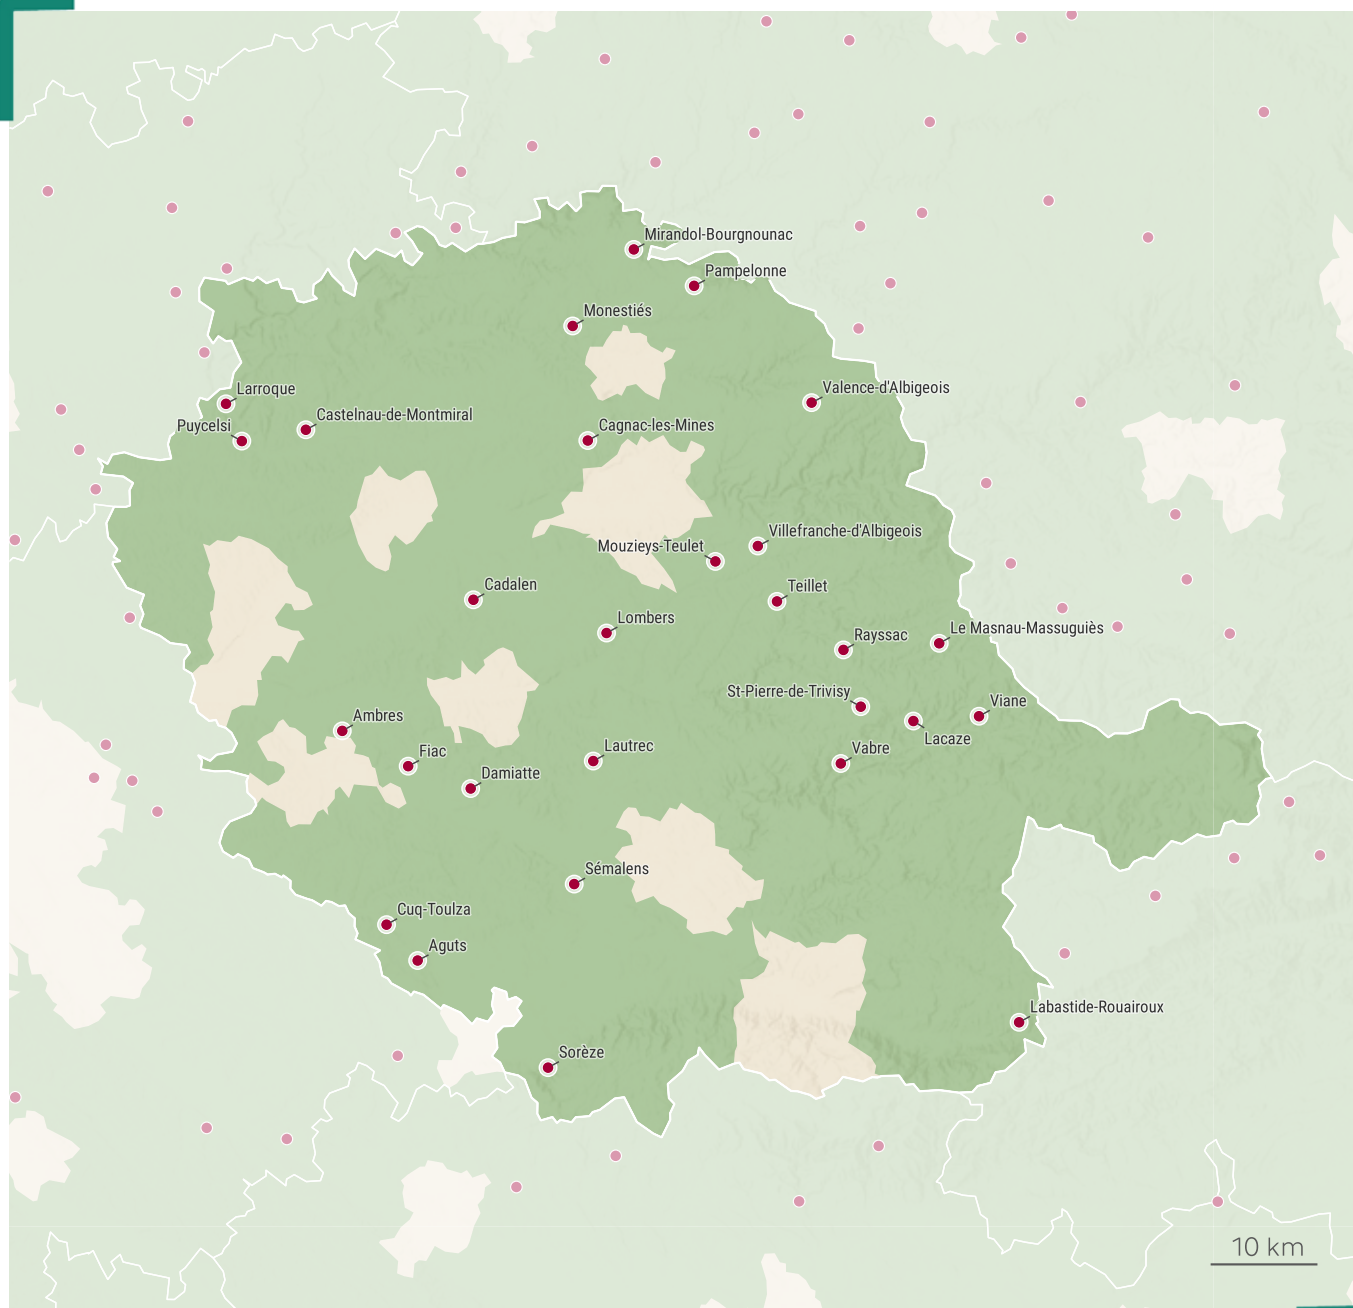 Mirandol-Bourgnounac
Pampelonne
Monestiés
Larroque
Valence-d'Albigeois
Castelnau-de-Montmiral
Puycelsi
Cagnac-les-Mines
Villefranche-d'Albigeois
Mouzieys-Teulet
Cadalen
Teillet
Lombers
Le Masnau-Massuguiès
Rayssac
St-Pierre-de-Trivisy
Viane
Ambres
Lacaze
Lautrec
Vabre
Fiac
Damiatte
Sémalens
Cuq-Toulza
Aguts
Labastide-Rouairoux
Sorèze
10 km